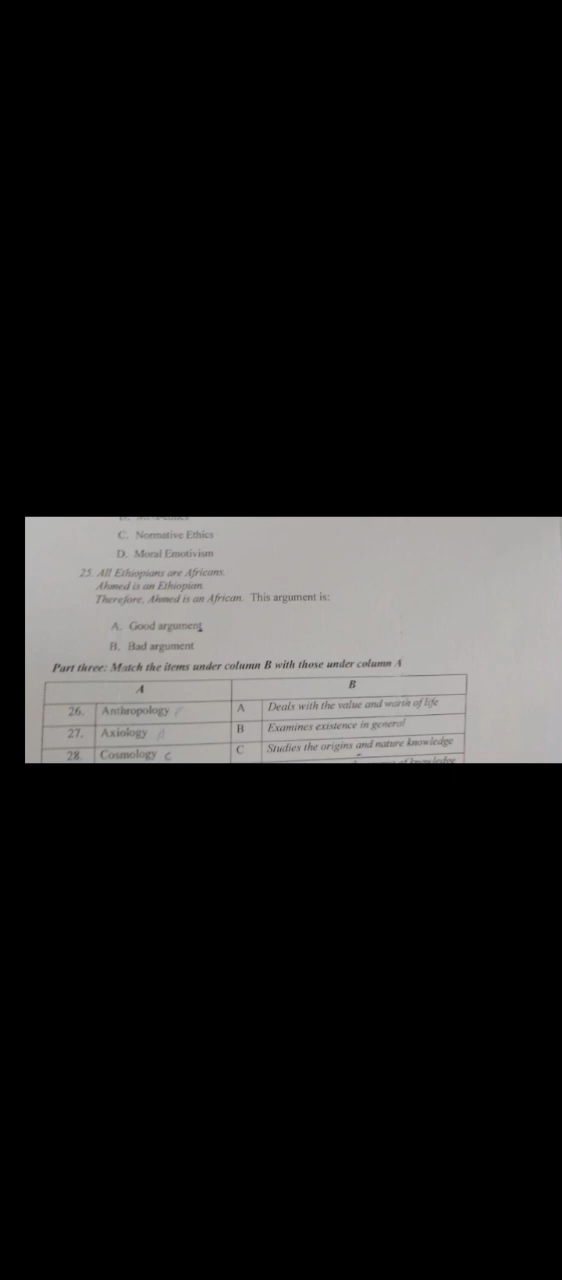 C. Normative Ethics
D. Moral Emotivism
25. All Ethiopians are Africans.
Ahmed is an Ethiopian.
Therefore, Ahmed is an African. This argument is:
A. Good argument
B. Bad argument
Part three: Match the items under column B with those under column A
A B
26. Anthropology A Deals with the value and worth of life
27. Axiology A B Examines existence in general
28. Cosmology C C Studies the origins and nature knowledge
of knowledge